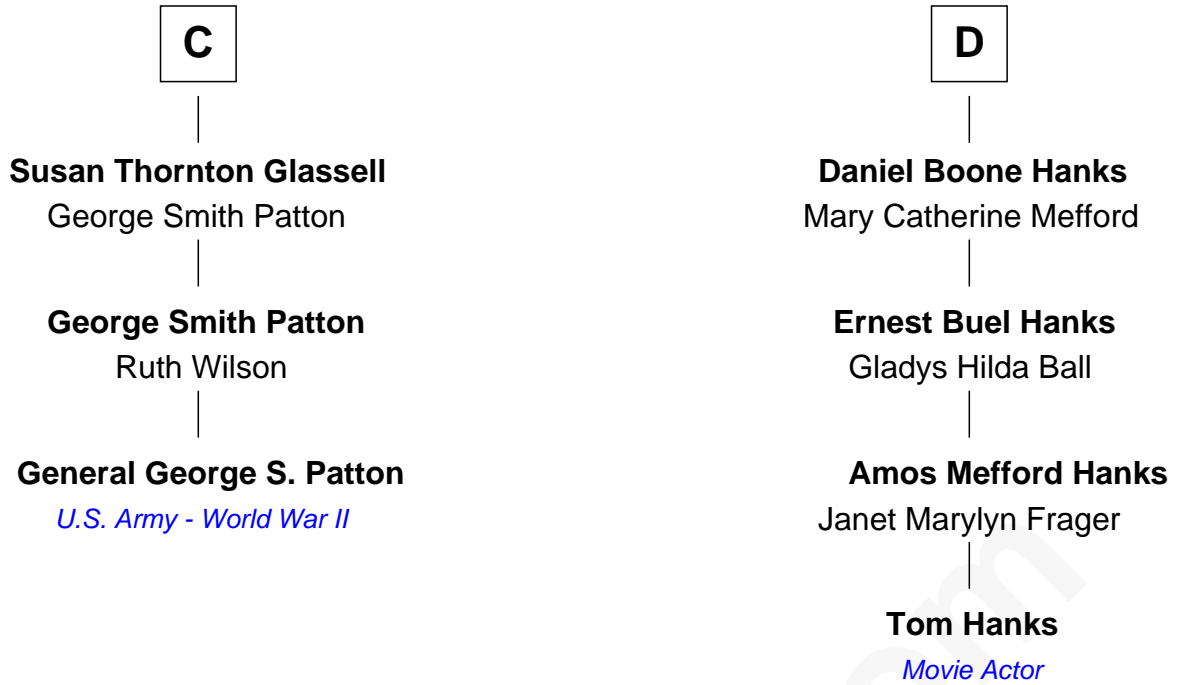 C
Susan Thornton Glassell
George Smith Patton
George Smith Patton
Ruth Wilson
General George S. Patton
U.S. Army - World War II
D
Daniel Boone Hanks
Mary Catherine Mefford
Ernest Buel Hanks
Gladys Hilda Ball
Amos Mefford Hanks
Janet Marylyn Frager
Tom Hanks
Movie Actor